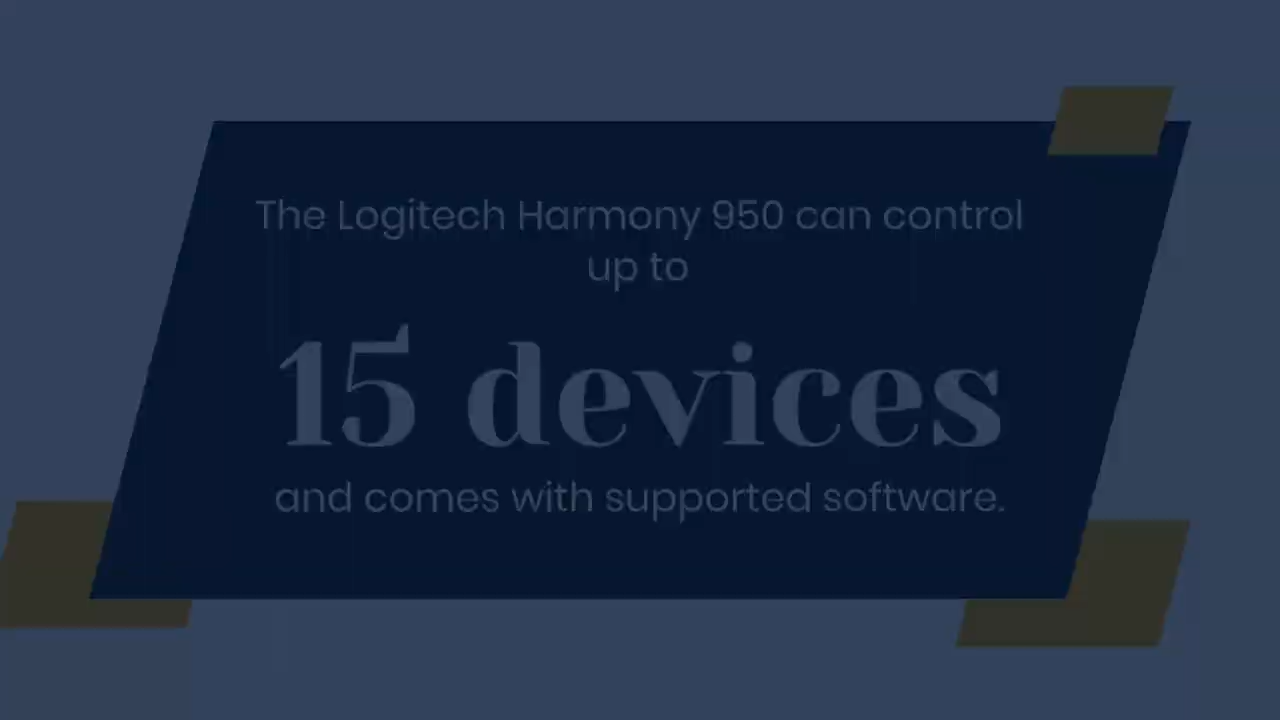 The Logitech Harmony 950 can control
up to
15 devices
and comes with supported software.